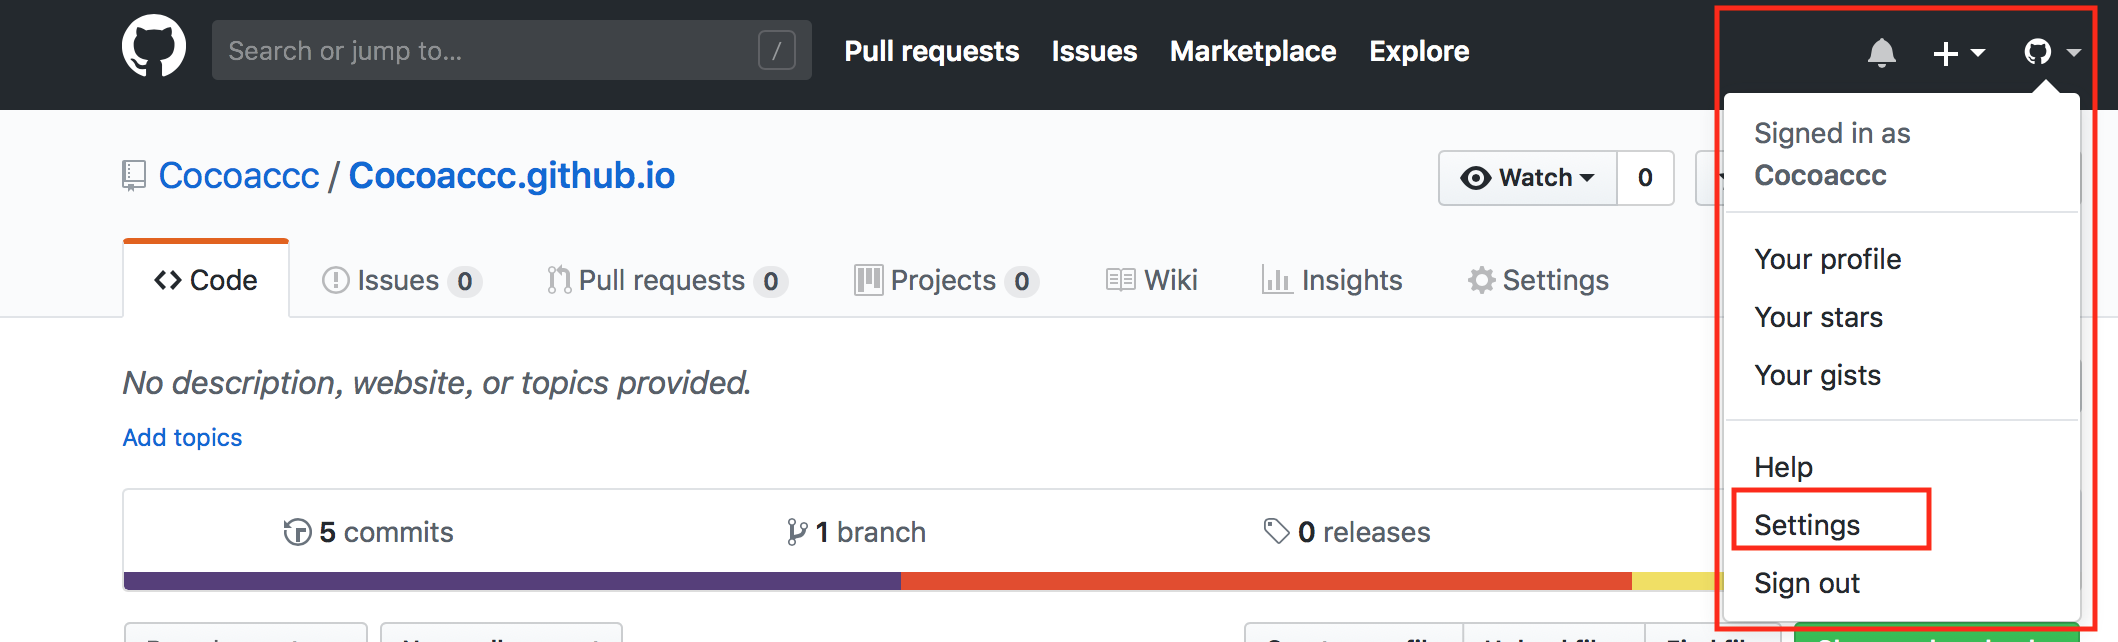 Search or jump to... /
Pull requests Issues Marketplace Explore
Signed in as
Cocoaccc
Your profile
Your stars
Your gists
Help
Settings
Sign out
Cocoaccc / Cocoaccc.github.io
Watch 0
Code Issues 0 Pull requests 0 Projects 0 Wiki Insights Settings
No description, website, or topics provided.
Add topics
5 commits 1 branch 0 releases